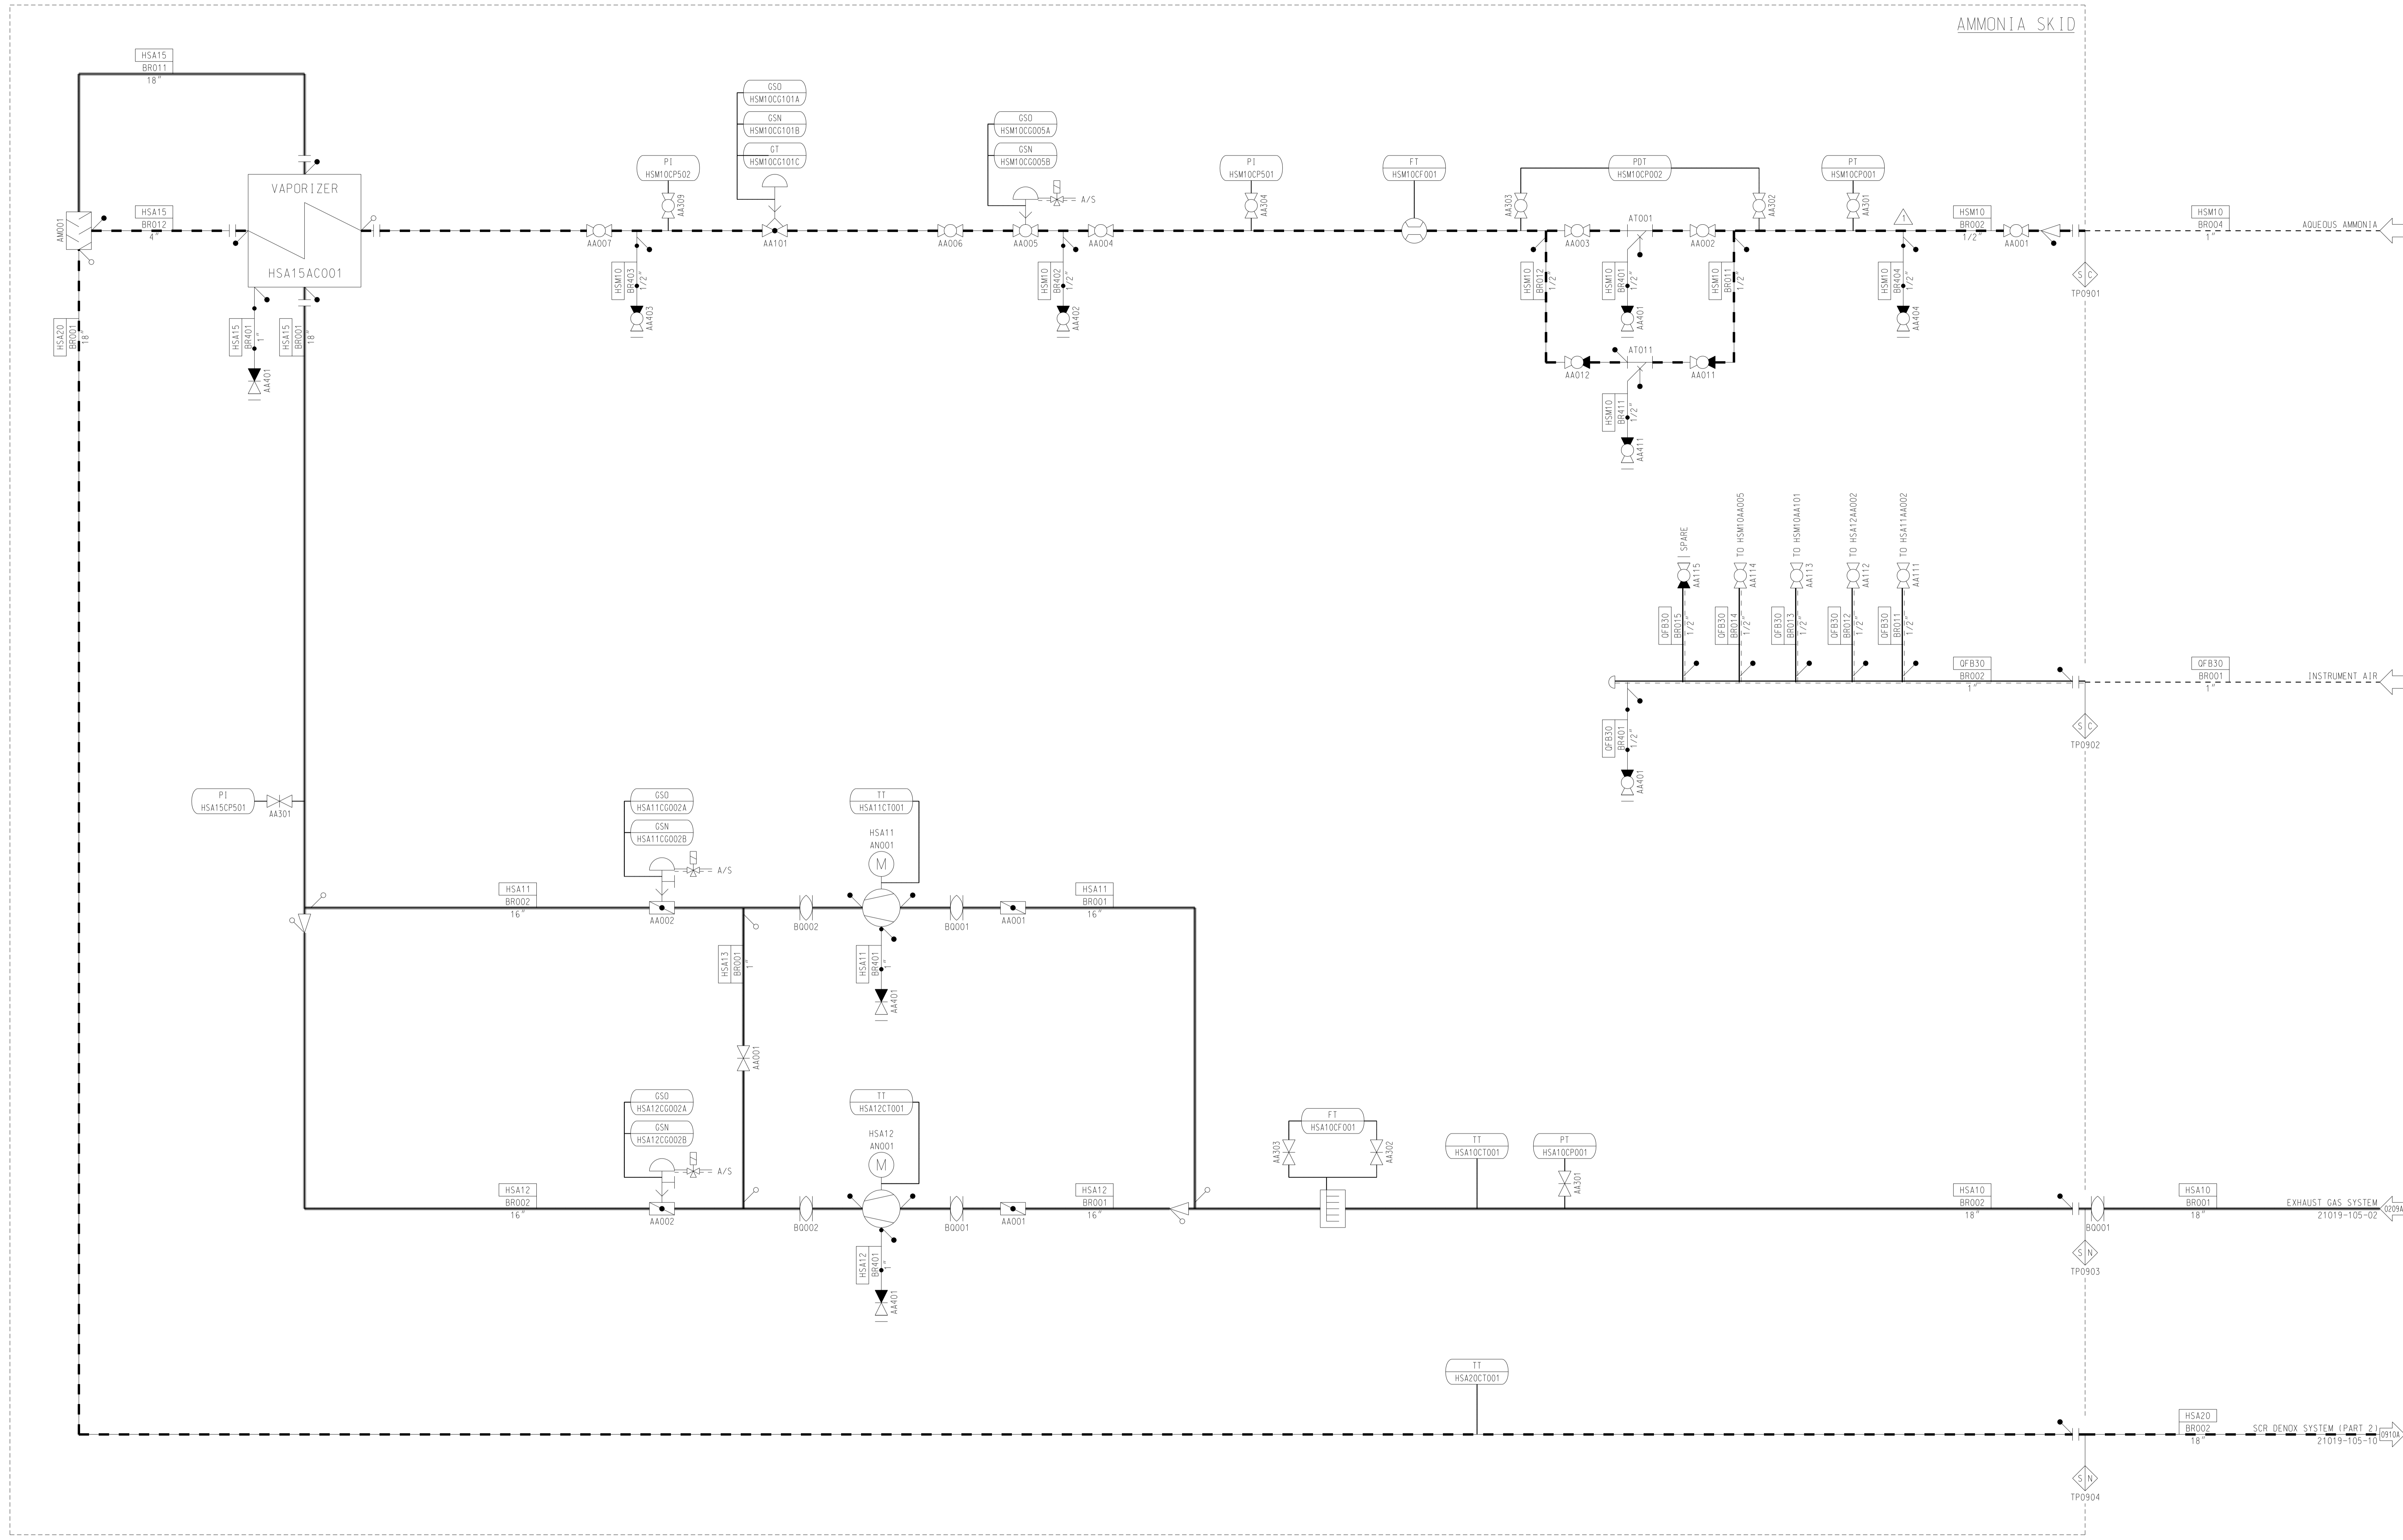 AMMONIA SKID
HSA15
BR011
18"
VAPORIZER
HSA15AC001
AM001
HSA15
BR012
4"
HSA20
BR001
18"
HSA15
BR401
1"
AA401
HSA15
BR001
18"
GSO
HSM10CG101A
GSN
HSM10CG101B
GT
HSM10CG101C
PI
HSM10CP502
AA309
AA007
HSM10
BR403
1/2"
AA403
AA101
GSO
HSM10CG005A
GSN
HSM10CG005B
A/S
AA006
AA005
AA004
HSM10
BR402
1/2"
AA402
PI
HSM10CP501
AA304
FT
HSM10CF001
PDT
HSM10CP002
AA303
AA302
PT
HSM10CP001
AA301
AT001
AA003
AA002
HSM10
BR012
1/2"
HSM10
BR401
1/2"
AA401
HSM10
BR011
1/2"
AT011
AA012
AA011
HSM10
BR411
1/2"
AA411
1
HSM10
BR404
1/2"
AA404
HSM10
BR002
1/2"
AA001
S C
TP0901
HSM10
BR004
1"
AQUEOUS AMMONIA
SPARE
TO HSM10AA005
TO HSM10AA101
TO HSA12AA002
TO HSA11AA002
AA115
AA114
AA113
AA112
AA111
QFB30
BR015
1/2"
QFB30
BR014
1/2"
QFB30
BR013
1/2"
QFB30
BR012
1/2"
QFB30
BR011
1/2"
QFB30
BR002
1"
QFB30
BR001
1"
INSTRUMENT AIR
S C
TP0902
QFB30
BR401
1/2"
AA401
PI
HSA15CP501
AA301
GSO
HSA11CG002A
GSN
HSA11CG002B
A/S
TT
HSA11CT001
HSA11
AN001
M
HSA11
BR002
16"
AA002
BQ002
BQ001
AA001
HSA11
BR001
16"
HSA13
BR001
1"
AA001
HSA11
BR401
1"
AA401
GSO
HSA12CG002A
GSN
HSA12CG002B
A/S
TT
HSA12CT001
HSA12
AN001
M
HSA12
BR002
16"
AA002
BQ002
BQ001
AA001
HSA12
BR001
16"
HSA12
BR401
1"
AA401
FT
HSA10CF001
AA303
AA302
TT
HSA10CT001
PT
HSA10CP001
AA301
HSA10
BR002
18"
BQ001
HSA10
BR001
18"
EXHAUST GAS SYSTEM
21019-105-02
0209A
S N
TP0903
TT
HSA20CT001
HSA20
BR002
18"
SCR DENOX SYSTEM (PART 2)
21019-105-10
0910A
S N
TP0904